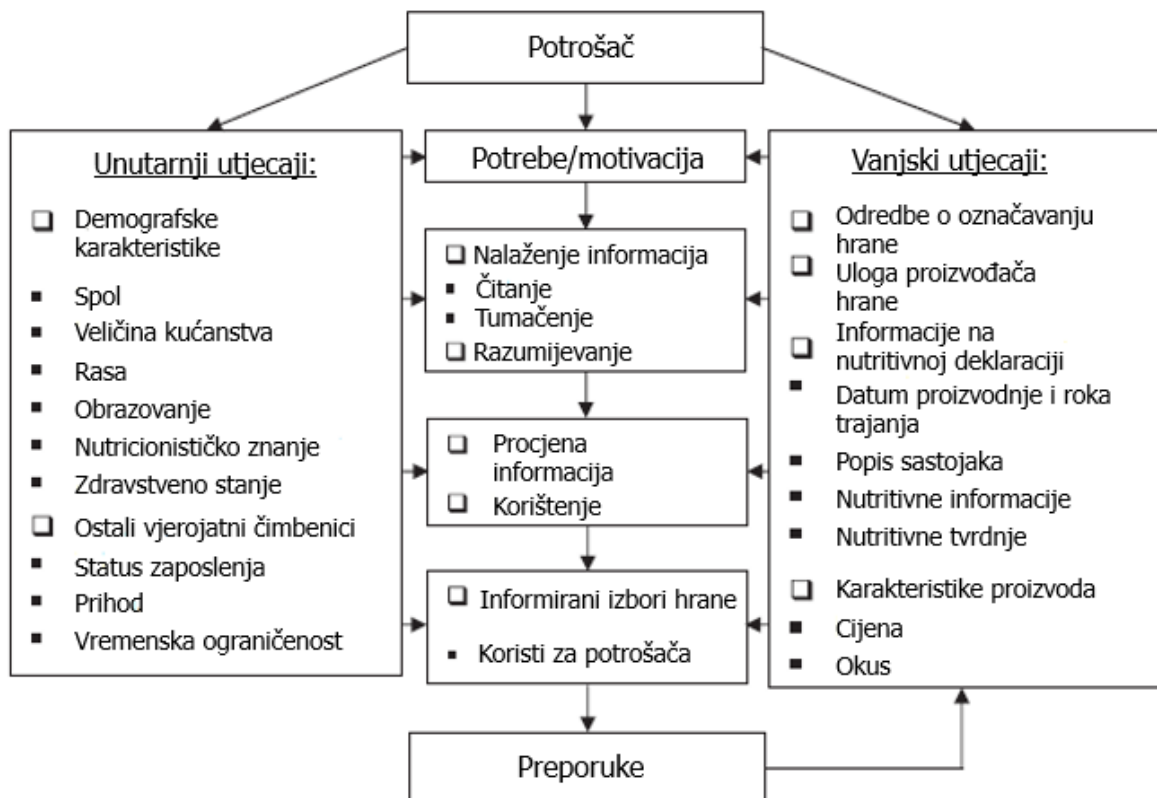 Potrošač
Unutarnji utjecaji:
❑ Demografske
karakteristike
▪ Spol
▪ Veličina kućanstva
▪ Rasa
▪ Obrazovanje
▪ Nutricionističko znanje
▪ Zdravstveno stanje
❑ Ostali vjerojatni čimbenici
▪ Status zaposlenja
▪ Prihod
▪ Vremenska ograničenost
Potrebe/motivacija
❑ Nalaženje informacija
▪ Čitanje
▪ Tumačenje
❑ Razumijevanje
❑ Procjena
informacija
❑ Korištenje
❑ Informirani izbori hrane
▪ Koristi za potrošača
Vanjski utjecaji:
❑ Odredbe o označavanju
hrane
❑ Uloga proizvođača
hrane
❑ Informacije na
nutritivnoj deklaraciji
▪ Datum proizvodnje i roka
trajanja
▪ Popis sastojaka
▪ Nutritivne informacije
▪ Nutritivne tvrdnje
❑ Karakteristike proizvoda
▪ Cijena
▪ Okus
Preporuke